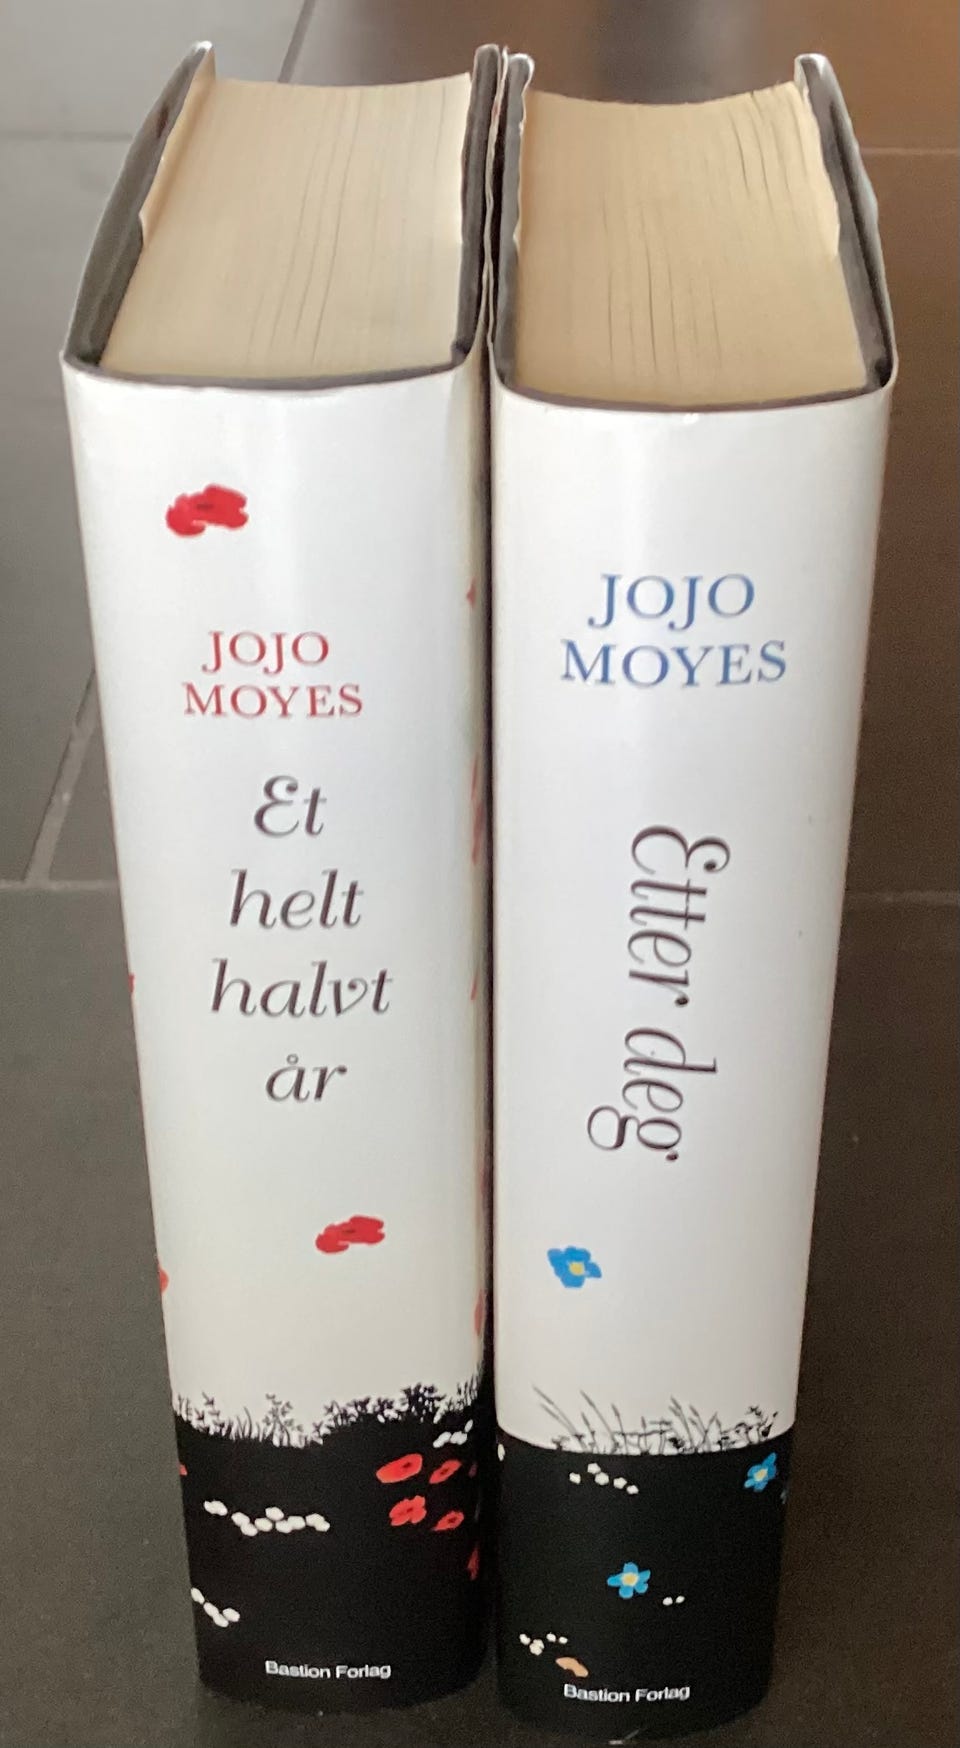 JOJO
MOYES
Et
helt
halvt
år
Bastion Forlag
JOJO
MOYES
Etter deg
Bastion Forlag